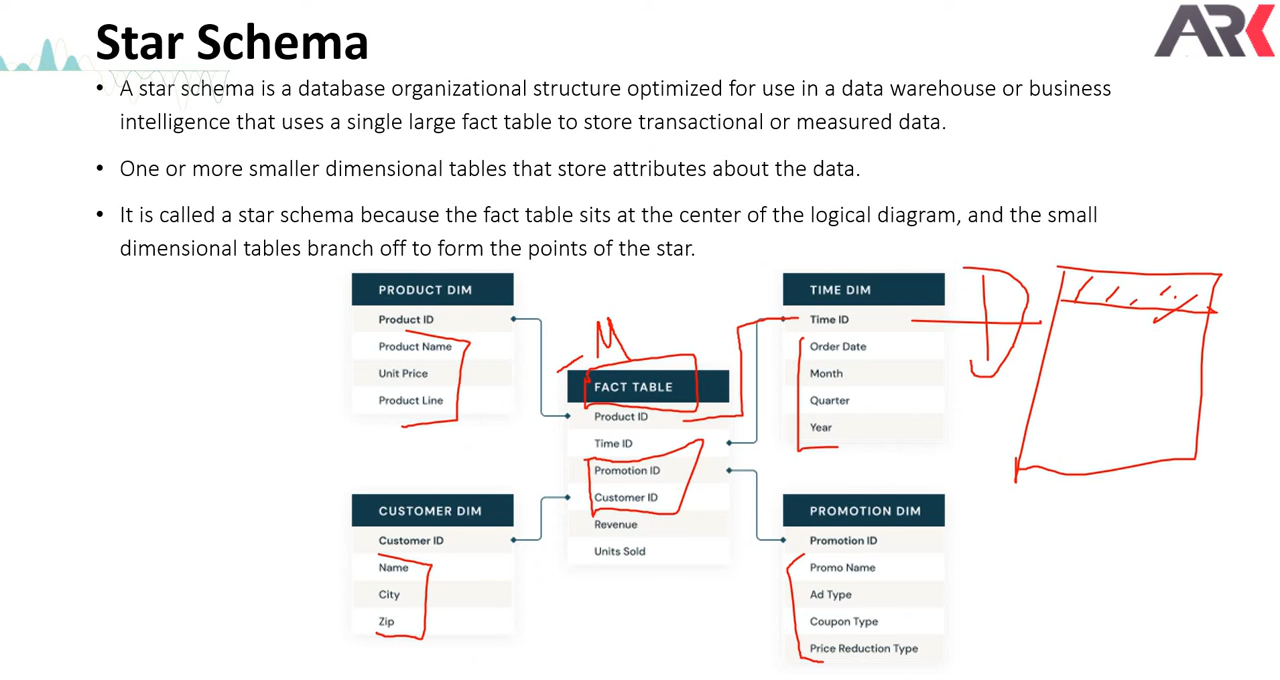 Star Schema
ARK
• A star schema is a database organizational structure optimized for use in a data warehouse or business
intelligence that uses a single large fact table to store transactional or measured data.
• One or more smaller dimensional tables that store attributes about the data.
• It is called a star schema because the fact table sits at the center of the logical diagram, and the small
dimensional tables branch off to form the points of the star.
PRODUCT DIM
Product ID
Product Name
Unit Price
Product Line
TIME DIM
Time ID
Order Date
Month
Quarter
Year
D
M
FACT TABLE
Product ID
Time ID
Promotion ID
Customer ID
Revenue
Units Sold
CUSTOMER DIM
Customer ID
Name
City
Zip
PROMOTION DIM
Promotion ID
Promo Name
Ad Type
Coupon Type
Price Reduction Type